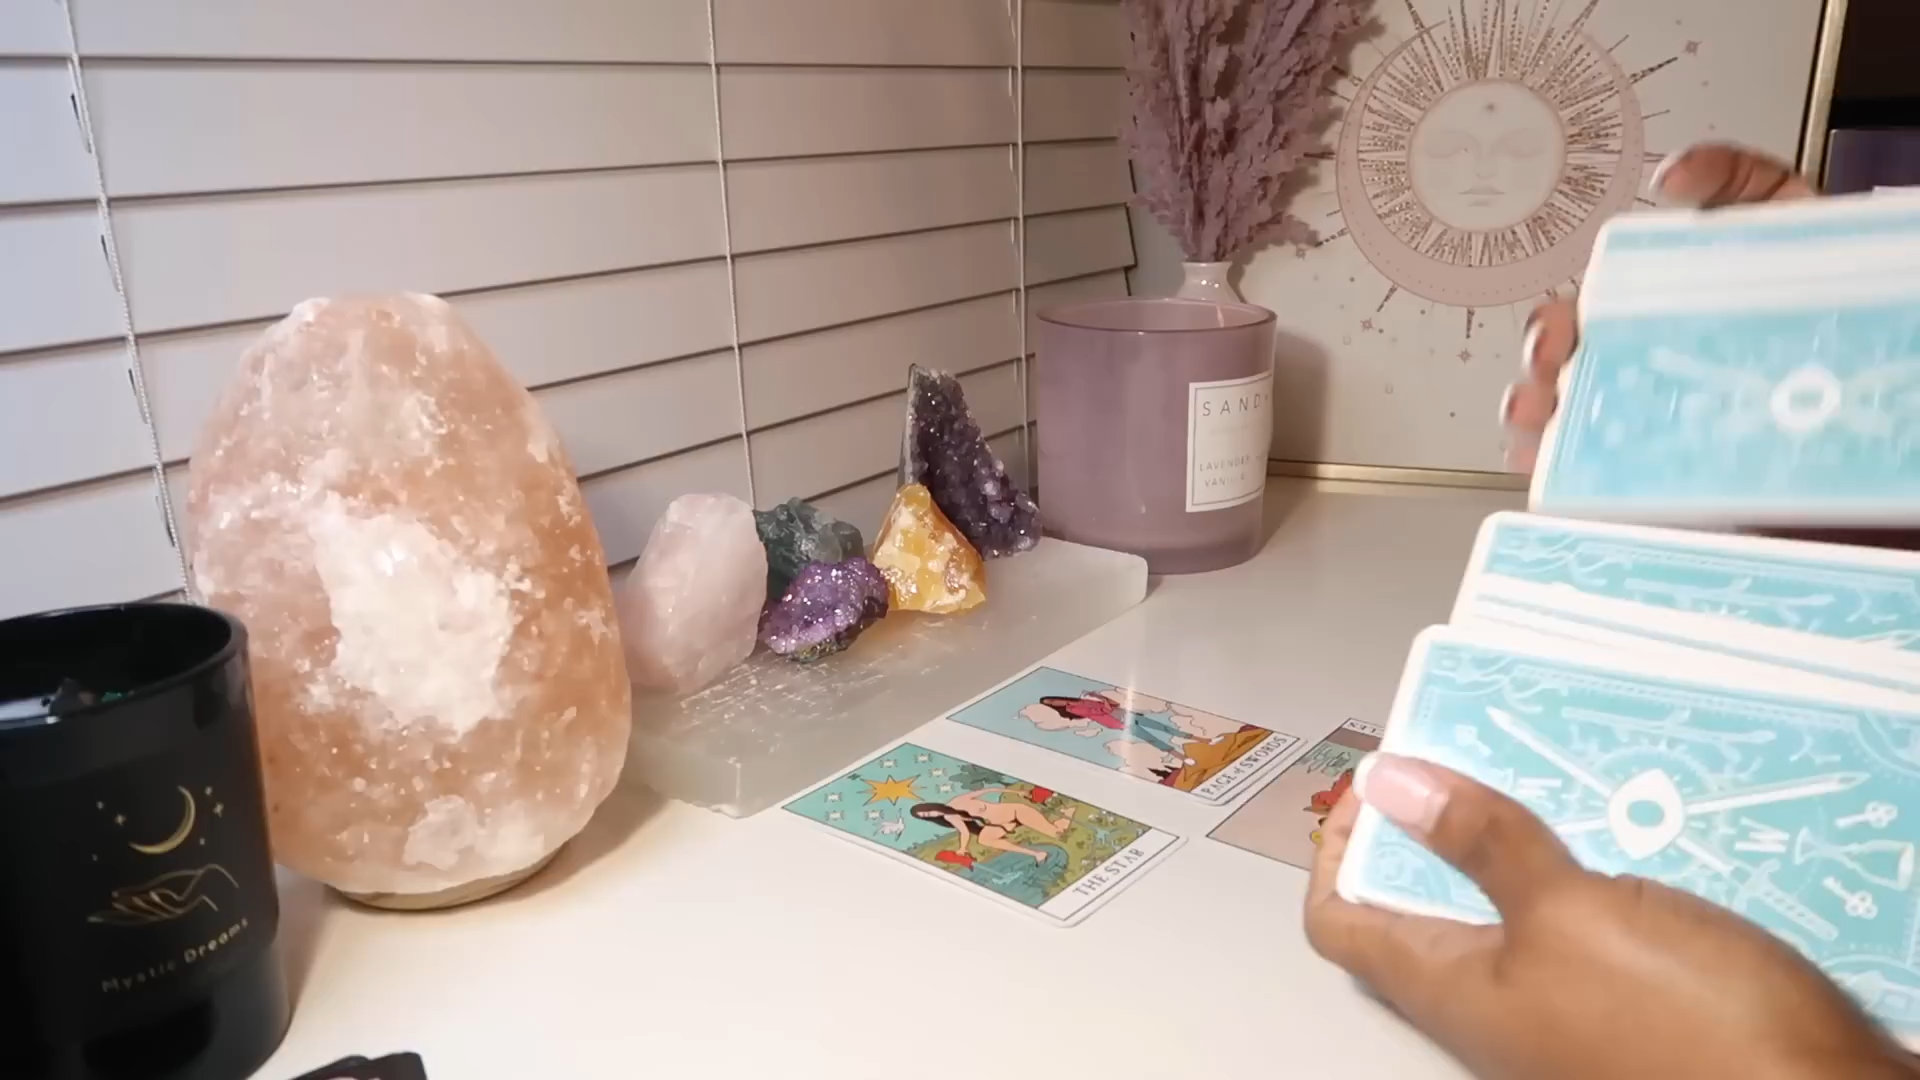 SANDY
LAVENDER
VANILLA
PAGE of SWORDS
THE STAR
Mystic Dreams